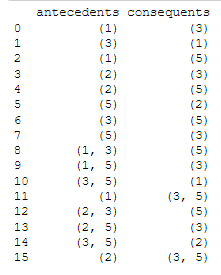 antecedents consequents
0 (1) (3)
1 (3) (1)
2 (1) (5)
3 (2) (3)
4 (2) (5)
5 (5) (2)
6 (3) (5)
7 (5) (3)
8 (1, 3) (5)
9 (1, 5) (3)
10 (3, 5) (1)
11 (1) (3, 5)
12 (2, 3) (5)
13 (2, 5) (3)
14 (3, 5) (2)
15 (2) (3, 5)